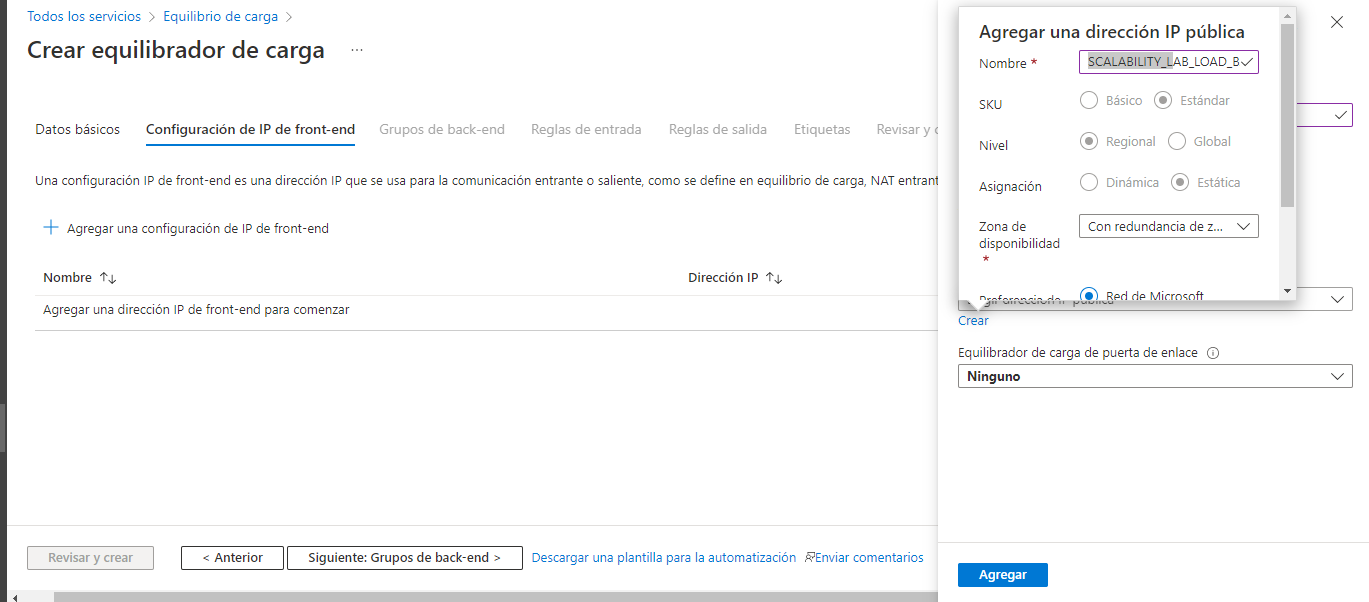 Todos los servicios > Equilibrio de carga >
Crear equilibrador de carga ...
Datos básicos
Configuración de IP de front-end
Grupos de back-end
Reglas de entrada
Reglas de salida
Etiquetas
Revisar y c
Una configuración IP de front-end es una dirección IP que se usa para la comunicación entrante o saliente, como se define en equilibrio de carga, NAT entrant
+ Agregar una configuración de IP de front-end
Nombre ↑↓
Dirección IP ↑↓
Agregar una dirección IP de front-end para comenzar
Revisar y crear
< Anterior
Siguiente: Grupos de back-end >
Descargar una plantilla para la automatización
Enviar comentarios
Agregar una dirección IP pública
Nombre *
SCALABILITY_LAB_LOAD_B
SKU
Básico
Estándar
Nivel
Regional
Global
Asignación
Dinámica
Estática
Zona de
disponibilidad
*
Con redundancia de z...
Preferencia de
Red de Microsoft
pública
Crear
Equilibrador de carga de puerta de enlace
Ninguno
Agregar